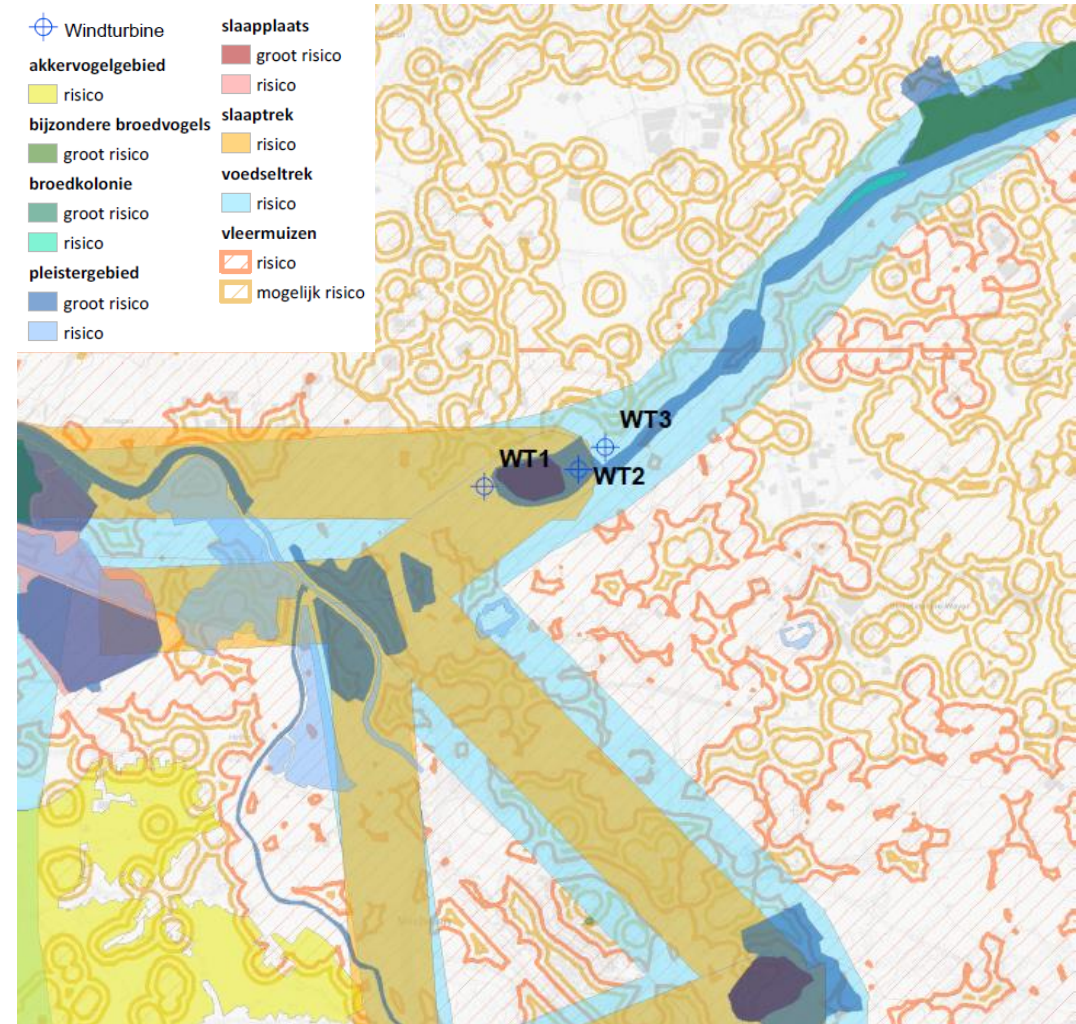 Windturbine
akkervogelgebied
risico
bijzondere broedvogels
groot risico
broedkolonie
groot risico
risico
pleistergebied
groot risico
risico
slaapplaats
groot risico
risico
slaaptrek
risico
voedseltrek
risico
vleermuizen
risico
mogelijk risico
WT3
WT1
WT2